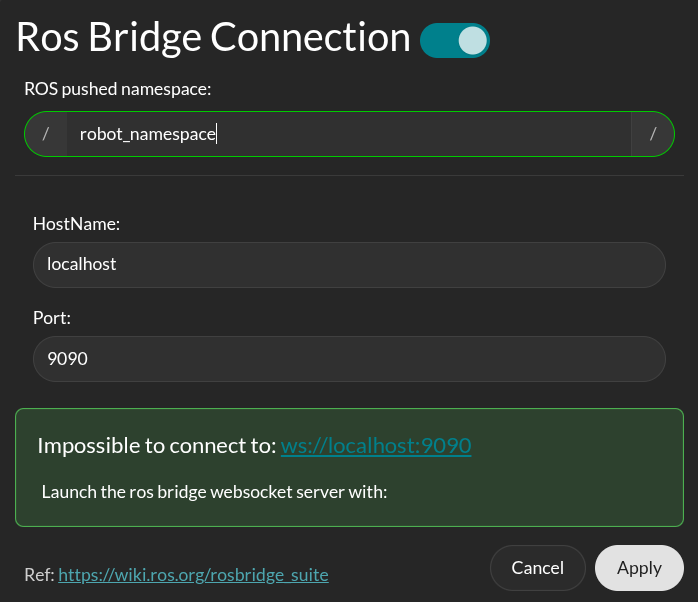 Ros Bridge Connection
ROS pushed namespace:
/ robot_namespace /
HostName:
localhost
Port:
9090
Impossible to connect to: ws://localhost:9090
Launch the ros bridge websocket server with:
Ref: https://wiki.ros.org/rosbridge_suite Cancel Apply